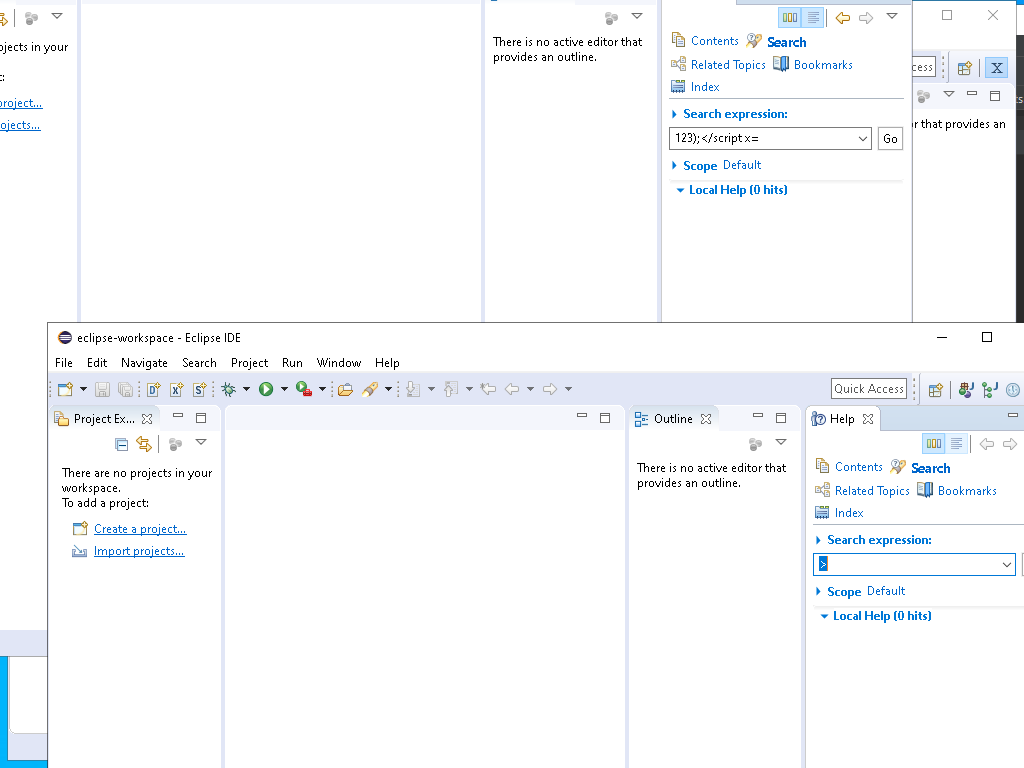 ojects in your
t:
project...
ojects...
There is no active editor that
provides an outline.
Contents
Search
Related Topics
Bookmarks
Index
Search expression:
123);</script x=
Go
Scope Default
Local Help (0 hits)
cess
X
r that provides an
eclipse-workspace - Eclipse IDE
File Edit Navigate Search Project Run Window Help
Quick Access
Project Ex...
There are no projects in your
workspace.
To add a project:
Create a project...
Import projects...
Outline
There is no active editor that
provides an outline.
Help
Contents
Search
Related Topics
Bookmarks
Index
Search expression:
>
Scope Default
Local Help (0 hits)